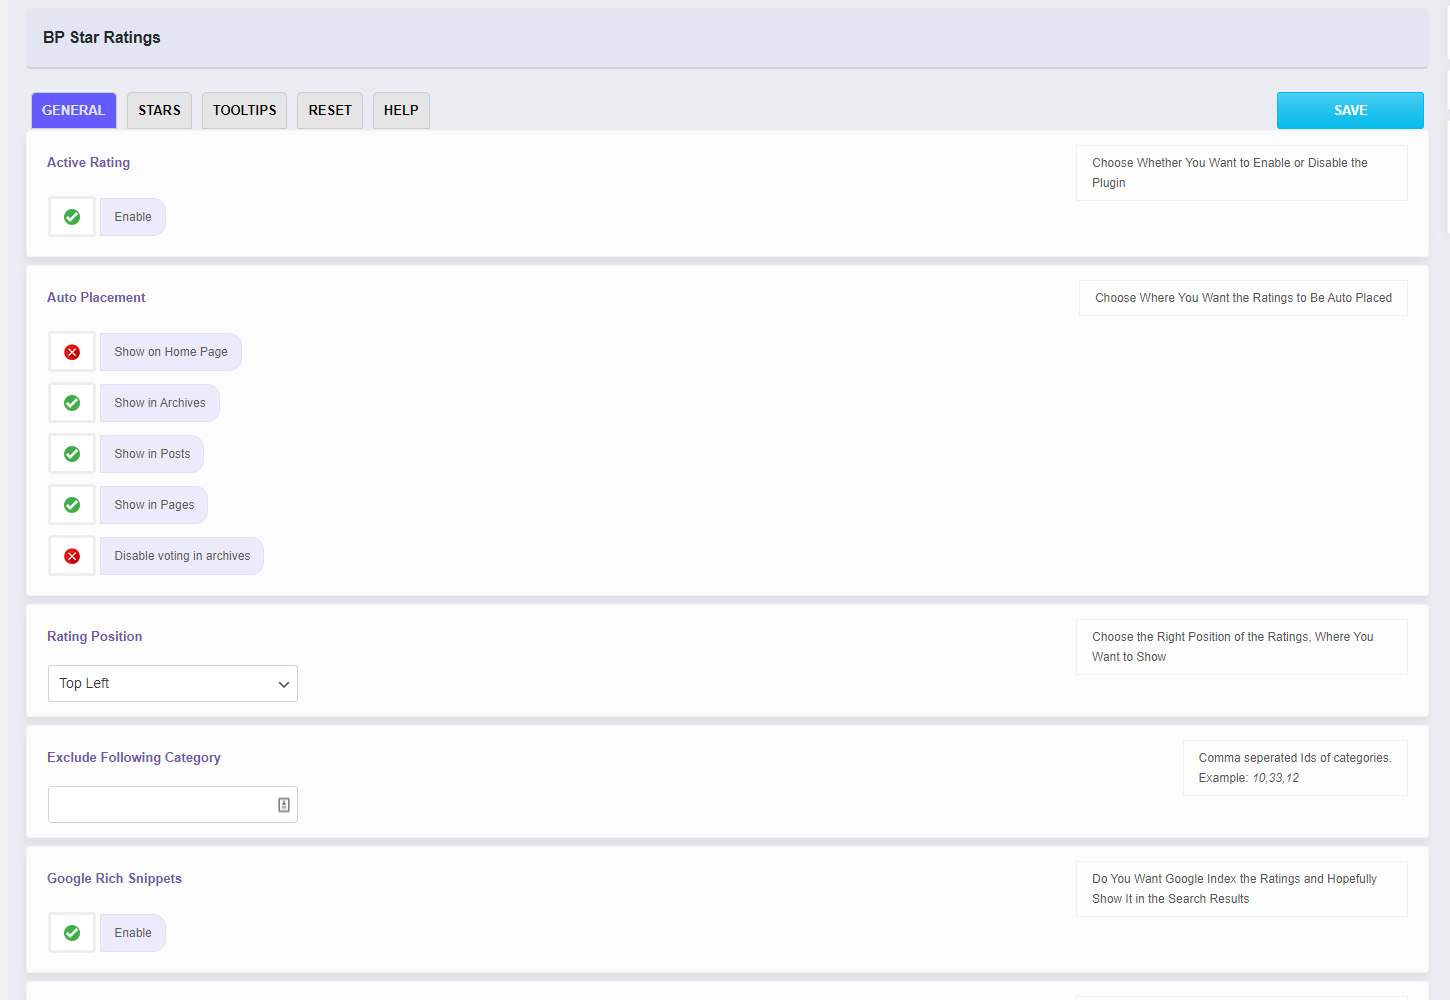 BP Star Ratings
GENERAL STARS TOOLTIPS RESET HELP SAVE
Active Rating
Choose Whether You Want to Enable or Disable the
Plugin
Enable
Auto Placement
Choose Where You Want the Ratings to Be Auto Placed
Show on Home Page
Show in Archives
Show in Posts
Show in Pages
Disable voting in archives
Rating Position
Choose the Right Position of the Ratings, Where You
Want to Show
Top Left
Exclude Following Category
Comma seperated Ids of categories.
Example: 10,33,12
Google Rich Snippets
Do You Want Google Index the Ratings and Hopefully
Show It in the Search Results
Enable